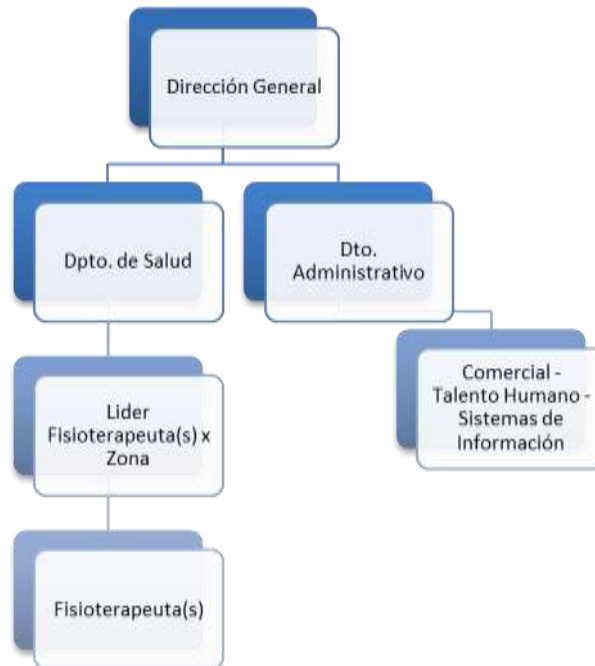 Dirección General
Dpto. de Salud
Dto.
Administrativo
Lider
Fisioterapeuta(s) x
Zona
Comercial -
Talento Humano -
Sistemas de
Información
Fisioterapeuta(s)